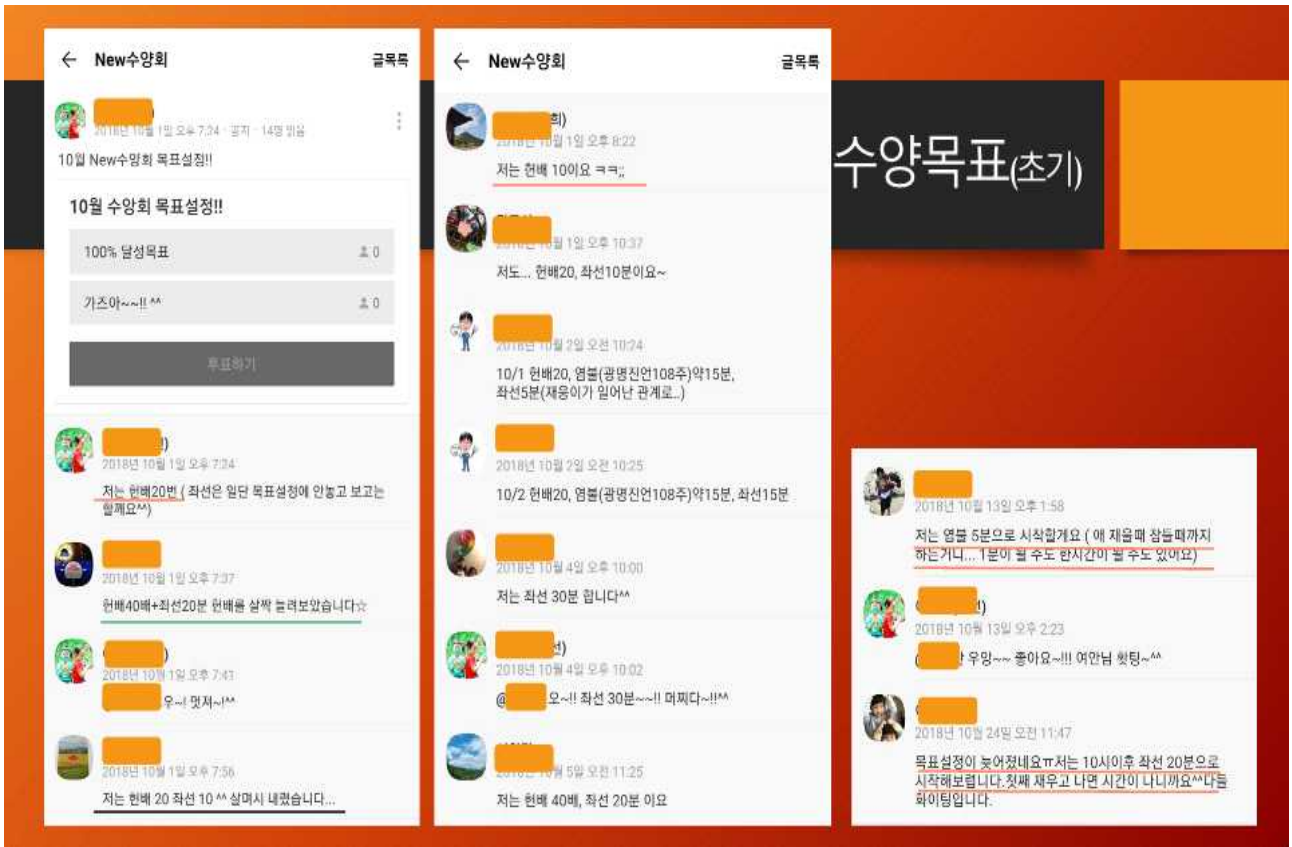 수양목표(초기)
← New수양회 글목록
2018년 10월 1일 오후 7:24 · 공지 · 14명 읽음
10월 New수양회 목표설점!!
10월 수앙회 목표설정!!
100% 달성목표 0
가즈아~~!! ^^ 0
투표하기
2018년 10월 1일 오후 7:24
저는 헌배20번 ( 좌선은 일단 목표설정에 안놓고 보고는
할께요^^)
2018년 10월 1일 오후 7:37
헌배40배+좌선20분 헌배를 살짝 늘려보았습니다☆
2018년 10월 1일 오후 7:41
우~! 멋져~!^^
2018년 10월 1일 오후 7:56
저는 헌배 20 좌선 10 ^^ 살며시 내렸습니다...
← New수양회 글목록
희)
2018년 10월 1일 오후 8:22
저는 헌배 10이요 ㅋㅋ;;
10월 1일 오후 10:37
저도... 헌배20, 좌선10분이요~
2018년 10월 2일 오전 10:24
10/1 헌배20, 염불(광명진언108주)약15분,
좌선5분(재웅이가 일어난 관계로..)
2018년 10월 2일 오전 10:25
10/2 헌배20, 염불(광명진언108주)약15분, 좌선15분
2018년 10월 4일 오후 10:00
저는 좌선 30분 합니다^^
선)
2018년 10월 4일 오후 10:02
@ 오~!! 좌선 30분~~!! 머찌다~!!^^
10월 5일 오전 11:25
저는 헌배 40배, 좌선 20분 이요
2018년 10월 13일 오후 1:58
저는 염불 5분으로 시작할게요 ( 애 재울때 잠들때까지
하는거니... 1분이 될 수도 한시간이 될 수도 있어요)
선)
2018년 10월 13일 오후 2:23
@ 우앙~~ 좋아요~!!! 여안님 홧팅~^^
2018년 10월 24일 오전 11:47
목표설정이 늦어졌네요ㅠ저는 10시이후 좌선 20분으로
시작해보렵니다.첫째 재우고 나면 시간이 나니까요^^다들
화이팅입니다.